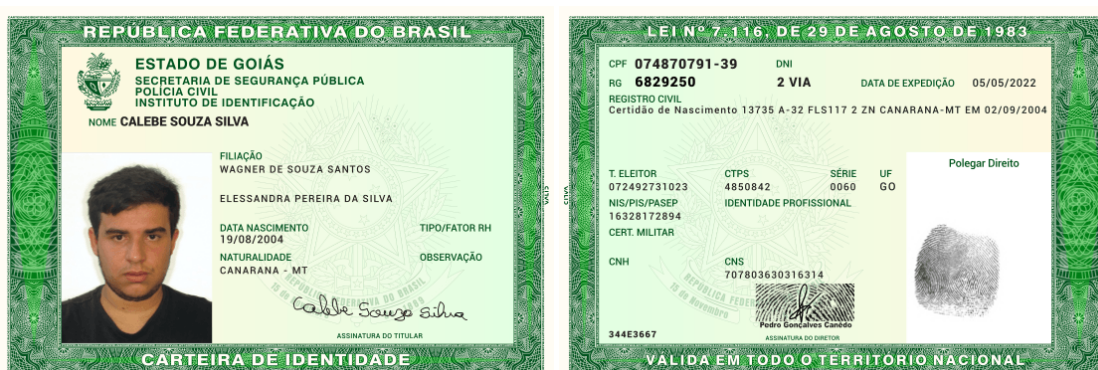 REPÚBLICA FEDERATIVA DO BRASIL
ESTADO DE GOIÁS
SECRETARIA DE SEGURANÇA PÚBLICA
POLÍCIA CIVIL
INSTITUTO DE IDENTIFICAÇÃO
NOME CALEBE SOUZA SILVA
FILIAÇÃO
WAGNER DE SOUZA SANTOS
ELESSANDRA PEREIRA DA SILVA
DATA NASCIMENTO TIPO/FATOR RH
19/08/2004
NATURALIDADE OBSERVAÇÃO
CANARANA - MT
Calebe Souza Silva
ASSINATURA DO TITULAR
CARTEIRA DE IDENTIDADE
LEI Nº 7.116, DE 29 DE AGOSTO DE 1983
CPF 074870791-39 DNI
RG 6829250 2 VIA DATA DE EXPEDIÇÃO 05/05/2022
REGISTRO CIVIL
Certidão de Nascimento 13735 A-32 FLS117 2 ZN CANARANA-MT EM 02/09/2004
Polegar Direito
T. ELEITOR CTPS SÉRIE UF
072492731023 4850842 0060 GO
NIS/PIS/PASEP IDENTIDADE PROFISSIONAL
16328172894
CERT. MILITAR
CNH CNS
707803630316314
Pedro Gonçalves Canêdo
344E3667 ASSINATURA DO DIRETOR
VÁLIDA EM TODO O TERRITÓRIO NACIONAL